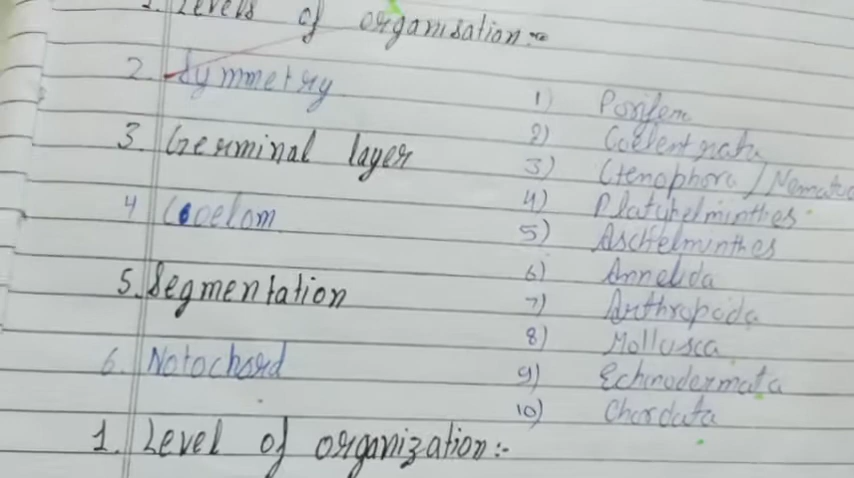 1. Levels of organisation:-
2. Symmetry
3. Germinal layer
4 Coelom
5. Segmentation
6. Notochord
1) Porifera
2) Coelentrata
3) Ctenophora / Nematod
4) Platyhelminthes
5) Aschelminthes
6) Annelida
7) Arthropoda
8) Mollusca
9) Echinodermata
10) Chordata
1. Level of organization:-